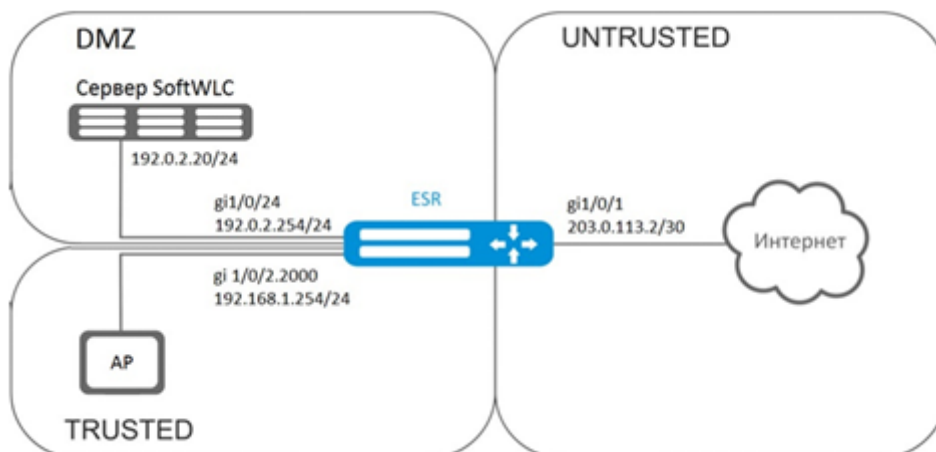 DMZ
UNTRUSTED
Сервер SoftWLC
192.0.2.20/24
gi1/0/24
192.0.2.254/24
ESR
gi1/0/1
203.0.113.2/30
Интернет
gi 1/0/2.2000
192.168.1.254/24
AP
TRUSTED